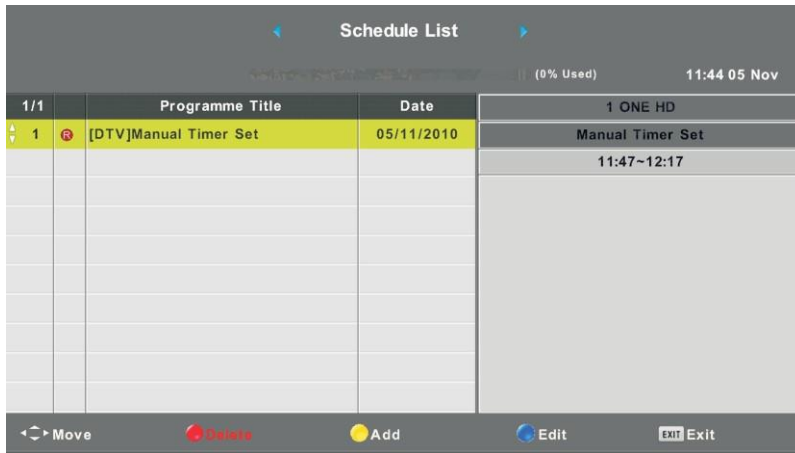 Schedule List
(0% Used) 11:44 05 Nov
1/1 Programme Title Date 1 ONE HD
1 R [DTV]Manual Timer Set 05/11/2010 Manual Timer Set
11:47~12:17
Move Delete Add Edit EXIT Exit